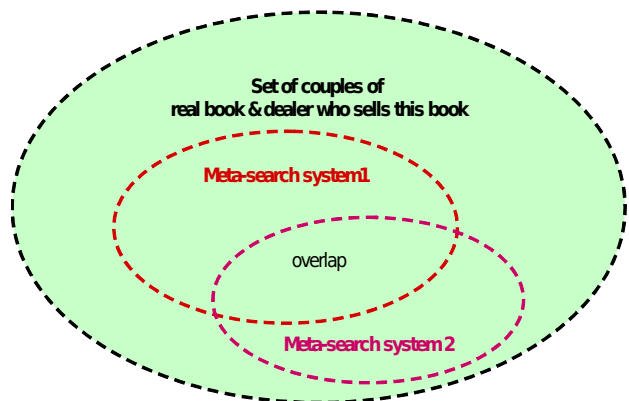 Set of couples of
real book & dealer who sells this book
Meta-search system1
overlap
Meta-search system 2